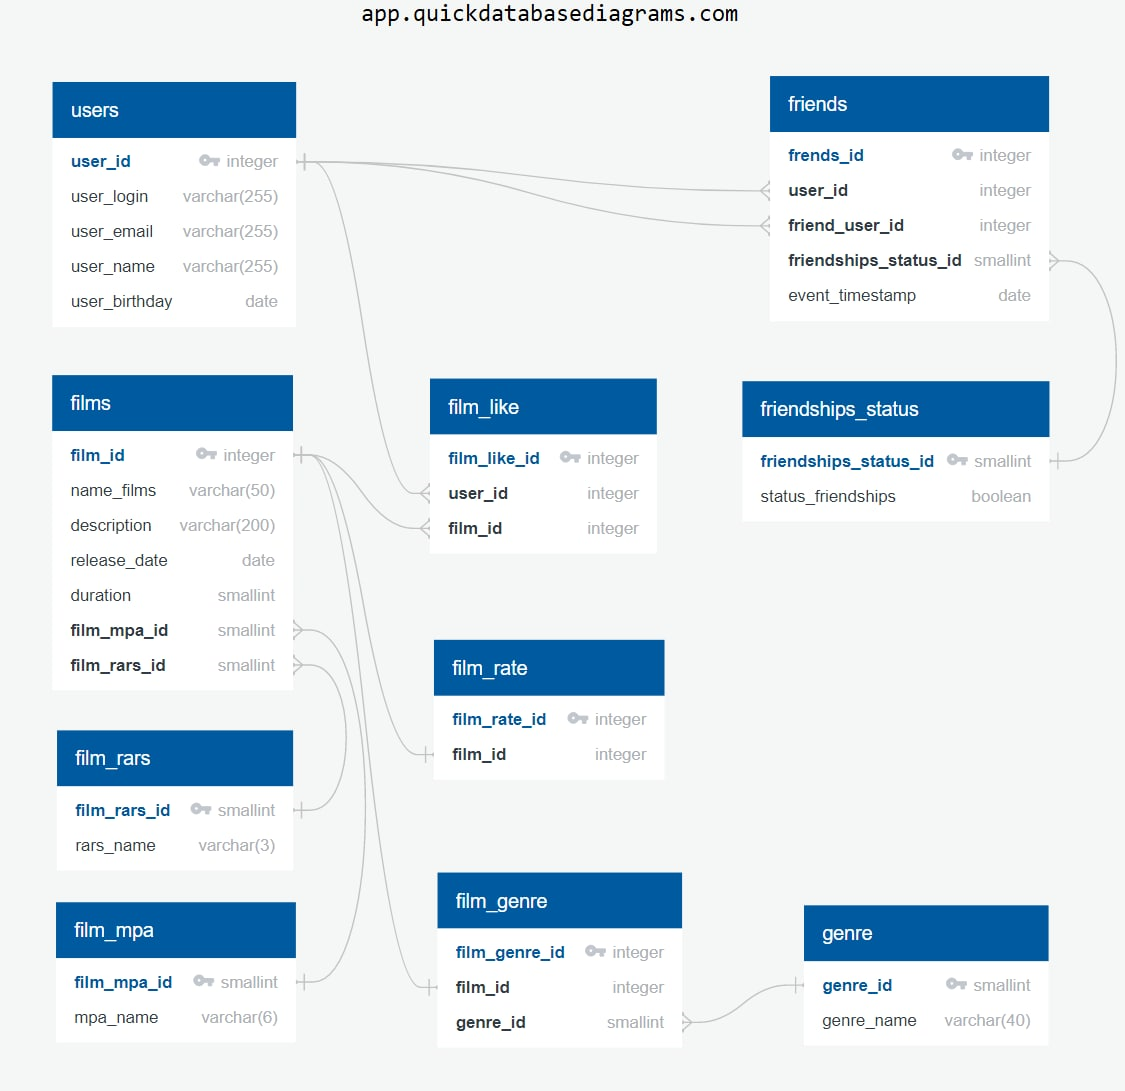 app.quickdatabasediagrams.com
users
user_id integer
user_login varchar(255)
user_email varchar(255)
user_name varchar(255)
user_birthday date
friends
frends_id integer
user_id integer
friend_user_id integer
friendships_status_id smallint
event_timestamp date
films
film_id integer
name_films varchar(50)
description varchar(200)
release_date date
duration smallint
film_mpa_id smallint
film_rars_id smallint
film_like
film_like_id integer
user_id integer
film_id integer
friendships_status
friendships_status_id smallint
status_friendships boolean
film_rate
film_rate_id integer
film_id integer
film_rars
film_rars_id smallint
rars_name varchar(3)
film_mpa
film_mpa_id smallint
mpa_name varchar(6)
film_genre
film_genre_id integer
film_id integer
genre_id smallint
genre
genre_id smallint
genre_name varchar(40)